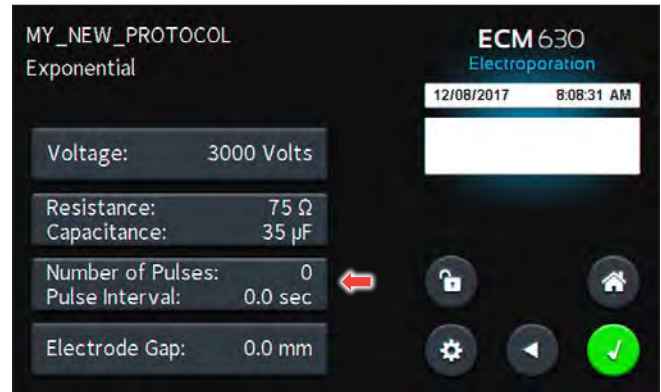 MY_NEW_PROTOCOL
Exponential
ECM 630
Electroporation
12/08/2017 8:08:31 AM
Voltage: 3000 Volts
Resistance: 75 Ω
Capacitance: 35 µF
Number of Pulses: 0
Pulse Interval: 0.0 sec
Electrode Gap: 0.0 mm